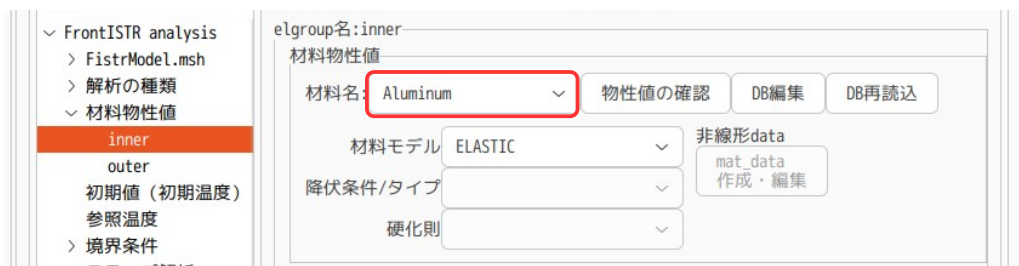 FrontISTR analysis
FistrModel.msh
解析の種類
材料物性値
inner
outer
初期値（初期温度）
参照温度
境界条件
elgroup名:inner
材料物性値
材料名: Aluminum 物性値の確認 DB編集 DB再読込
材料モデル ELASTIC
非線形data
mat_data
作成・編集
降伏条件/タイプ
硬化則